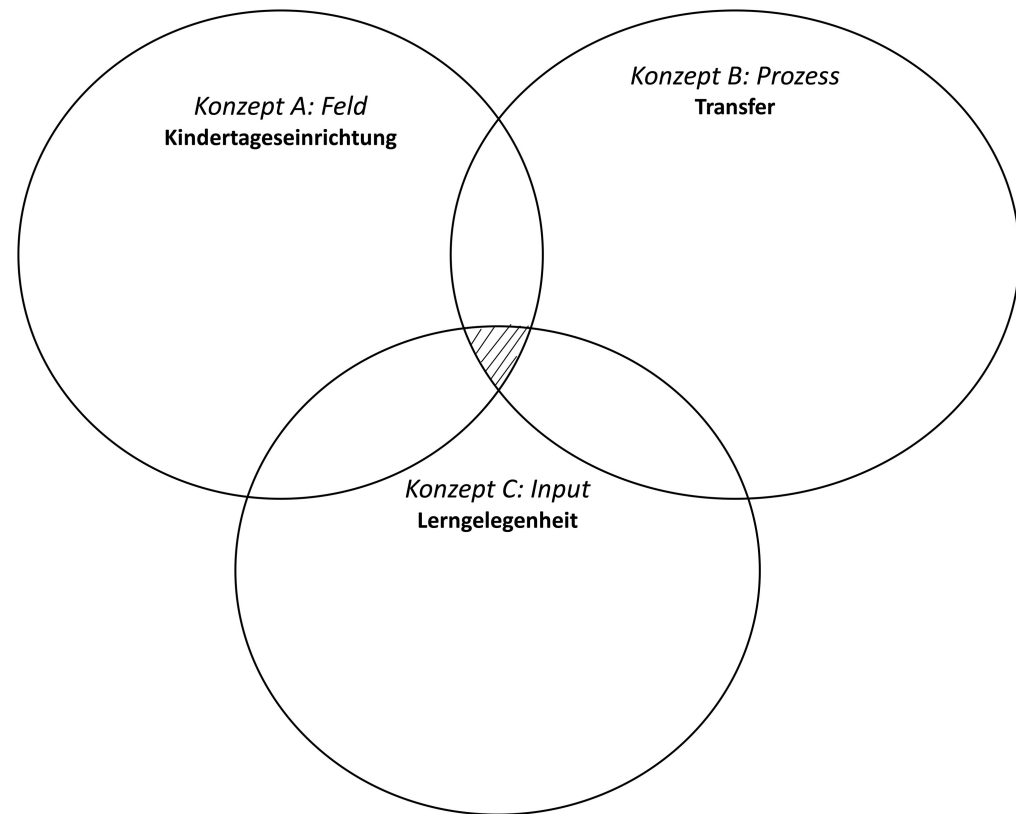 Konzept A: Feld
Kindertageseinrichtung
Konzept B: Prozess
Transfer
Konzept C: Input
Lerngelegenheit